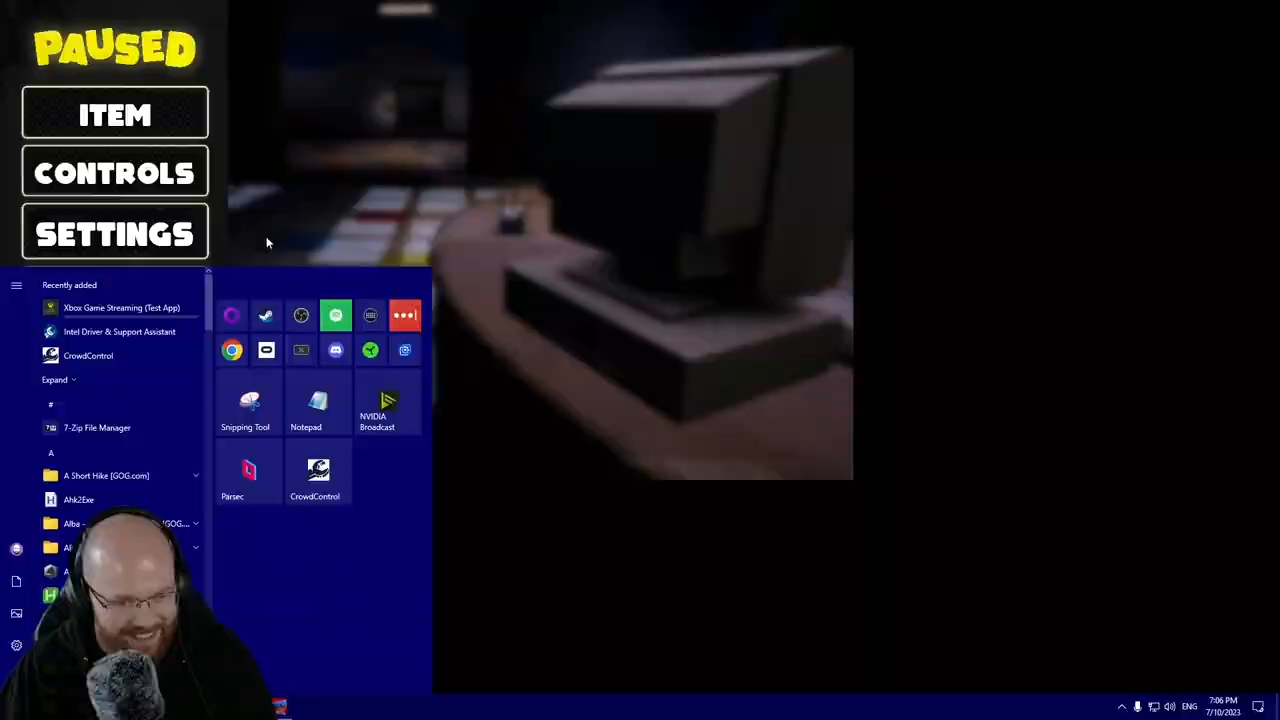 PAUSED
ITEM
CONTROLS
SETTINGS
Recently added
Xbox Game Streaming (Test App)
Intel Driver & Support Assistant
CrowdControl
Expand
#
7-Zip File Manager
A
A Short Hike [GOG.com]
Ahk2Exe
Alba - [GOG....
Snipping Tool
Notepad
NVIDIA
Broadcast
Parsec
CrowdControl
ENG
7:06 PM
7/10/2023